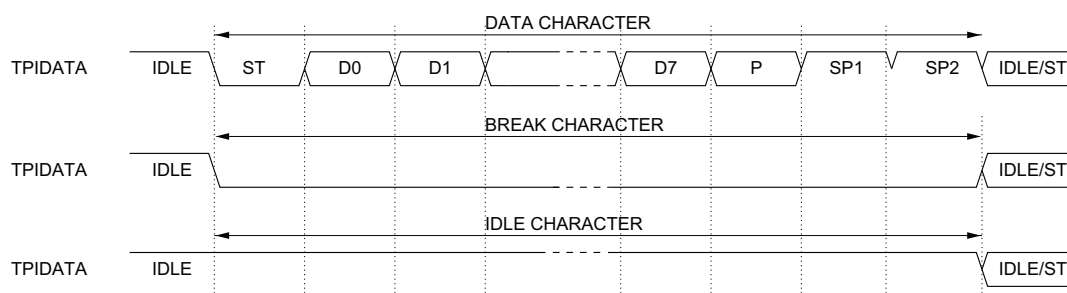 DATA CHARACTER
TPIDATA IDLE ST D0 D1 D7 P SP1 SP2 IDLE/ST
BREAK CHARACTER
TPIDATA IDLE IDLE/ST
IDLE CHARACTER
TPIDATA IDLE IDLE/ST